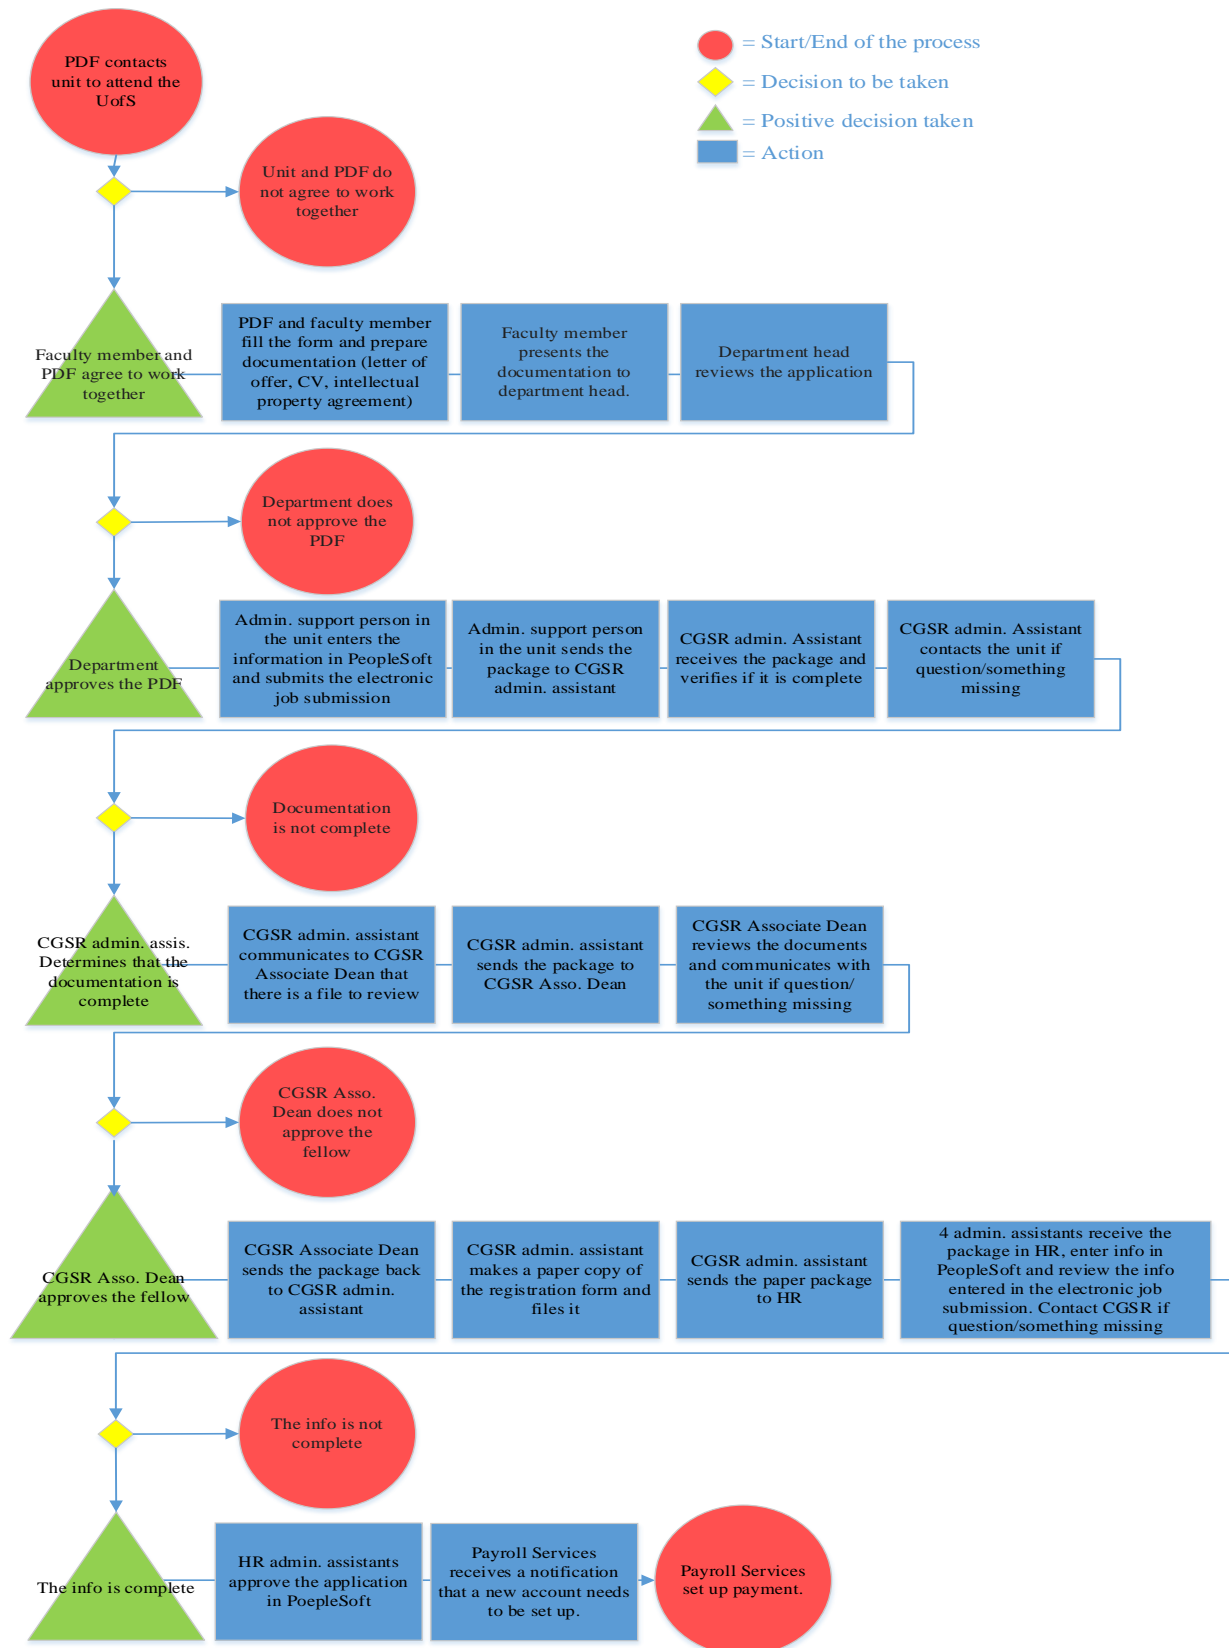 PDF contacts
unit to attend the
UofS
= Start/End of the process
= Decision to be taken
= Positive decision taken
= Action
Unit and PDF do
not agree to work
together
Faculty member and
PDF agree to work
together
PDF and faculty member
fill the form and prepare
documentation (letter of
offer, CV, intellectual
property agreement)
Faculty member
presents the
documentation to
department head.
Department head
reviews the application
Department does
not approve the
PDF
Department
approves the PDF
Admin. support person in
the unit enters the
information in PeopleSoft
and submits the electronic
job submission
Admin. support person
in the unit sends the
package to CGSR
admin. assistant
CGSR admin. Assistant
receives the package and
verifies if it is complete
CGSR admin. Assistant
contacts the unit if
question/something
missing
Documentation
is not complete
CGSR admin. assis.
Determines that the
documentation is
complete
CGSR admin. assistant
communicates to CGSR
Associate Dean that
there is a file to review
CGSR admin. assistant
sends the package to
CGSR Asso. Dean
CGSR Associate Dean
reviews the documents
and communicates with
the unit if question/
something missing
CGSR Asso.
Dean does not
approve the
fellow
CGSR Asso. Dean
approves the fellow
CGSR Associate Dean
sends the package back
to CGSR admin.
assistant
CGSR admin. assistant
makes a paper copy of
the registration form and
files it
CGSR admin. assistant
sends the paper package
to HR
4 admin. assistants receive the
package in HR, enter info in
PeopleSoft and review the info
entered in the electronic job
submission. Contact CGSR if
question/something missing
The info is not
complete
The info is complete
HR admin. assistants
approve the application
in PoepleSoft
Payroll Services
receives a notification
that a new account needs
to be set up.
Payroll Services
set up payment.